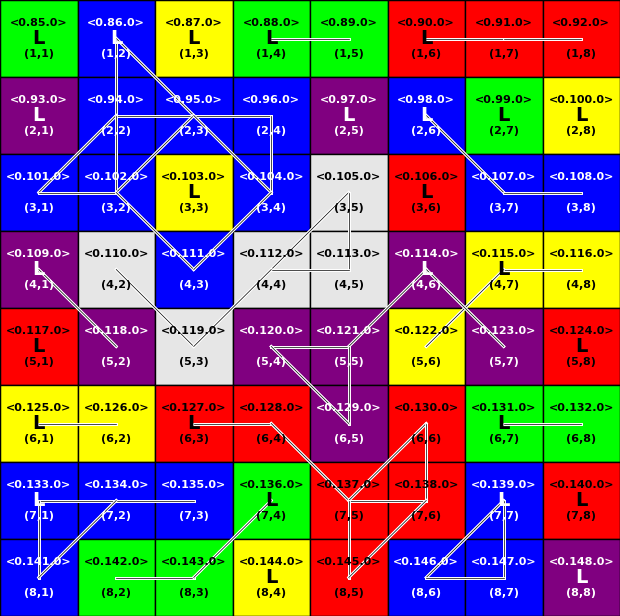 <0.85.0> <0.86.0> <0.87.0> <0.88.0> <0.89.0> <0.90.0> <0.91.0> <0.92.0>
L L L L L
(1,1) (1,2) (1,3) (1,4) (1,5) (1,6) (1,7) (1,8)
<0.93.0> <0.94.0> <0.95.0> <0.96.0> <0.97.0> <0.98.0> <0.99.0> <0.100.0>
L L L L L
(2,1) (2,2) (2,3) (2,4) (2,5) (2,6) (2,7) (2,8)
<0.101.0> <0.102.0> <0.103.0> <0.104.0> <0.105.0> <0.106.0> <0.107.0> <0.108.0>
L L
(3,1) (3,2) (3,3) (3,4) (3,5) (3,6) (3,7) (3,8)
<0.109.0> <0.110.0> <0.111.0> <0.112.0> <0.113.0> <0.114.0> <0.115.0> <0.116.0>
L L L
(4,1) (4,2) (4,3) (4,4) (4,5) (4,6) (4,7) (4,8)
<0.117.0> <0.118.0> <0.119.0> <0.120.0> <0.121.0> <0.122.0> <0.123.0> <0.124.0>
L L
(5,1) (5,2) (5,3) (5,4) (5,5) (5,6) (5,7) (5,8)
<0.125.0> <0.126.0> <0.127.0> <0.128.0> <0.129.0> <0.130.0> <0.131.0> <0.132.0>
L L L
(6,1) (6,2) (6,3) (6,4) (6,5) (6,6) (6,7) (6,8)
<0.133.0> <0.134.0> <0.135.0> <0.136.0> <0.137.0> <0.138.0> <0.139.0> <0.140.0>
L L L L
(7,1) (7,2) (7,3) (7,4) (7,5) (7,6) (7,7) (7,8)
<0.141.0> <0.142.0> <0.143.0> <0.144.0> <0.145.0> <0.146.0> <0.147.0> <0.148.0>
L L
(8,1) (8,2) (8,3) (8,4) (8,5) (8,6) (8,7) (8,8)